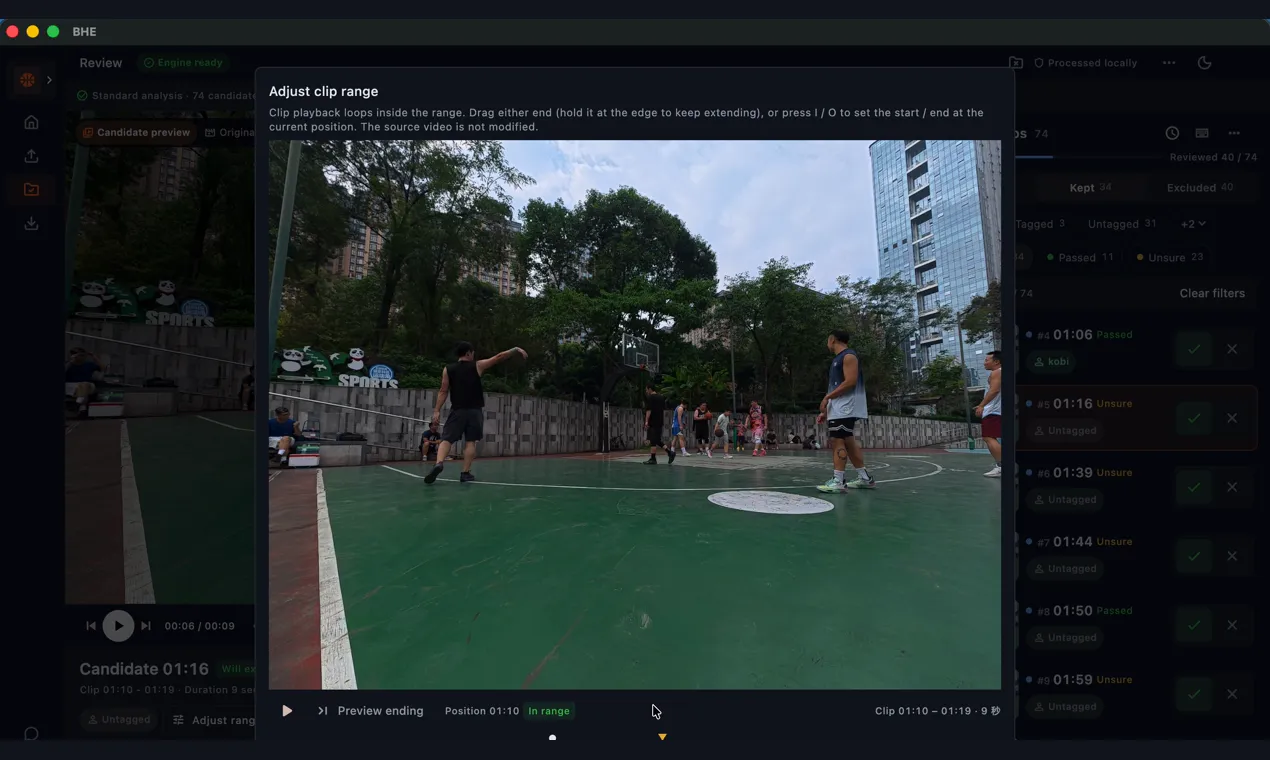 BHE
Review
Engine ready
Processed locally
Standard analysis · 74 candidate
Candidate preview
Origina
Adjust clip range
Clip playback loops inside the range. Drag either end (hold it at the edge to keep extending), or press I / O to set the start / end at the
current position. The source video is not modified.
SPORTS
SPORTS
00:06 / 00:09
Candidate 01:16
Will ex
Clip 01:10 - 01:19 · Duration 9 se
Untagged
Adjust rang
Preview ending
Position 01:10
In range
Clip 01:10 – 01:19 · 9 秒
ps 74
Reviewed 40 / 74
Kept 34
Excluded 40
Tagged 3
Untagged 31
+2
34
Passed 11
Unsure 23
/ 74
Clear filters
#4 01:06 Passed
kobi
#5 01:16 Unsure
Untagged
#6 01:39 Unsure
Untagged
#7 01:44 Unsure
Untagged
#8 01:50 Passed
Untagged
#9 01:59 Unsure
Untagged